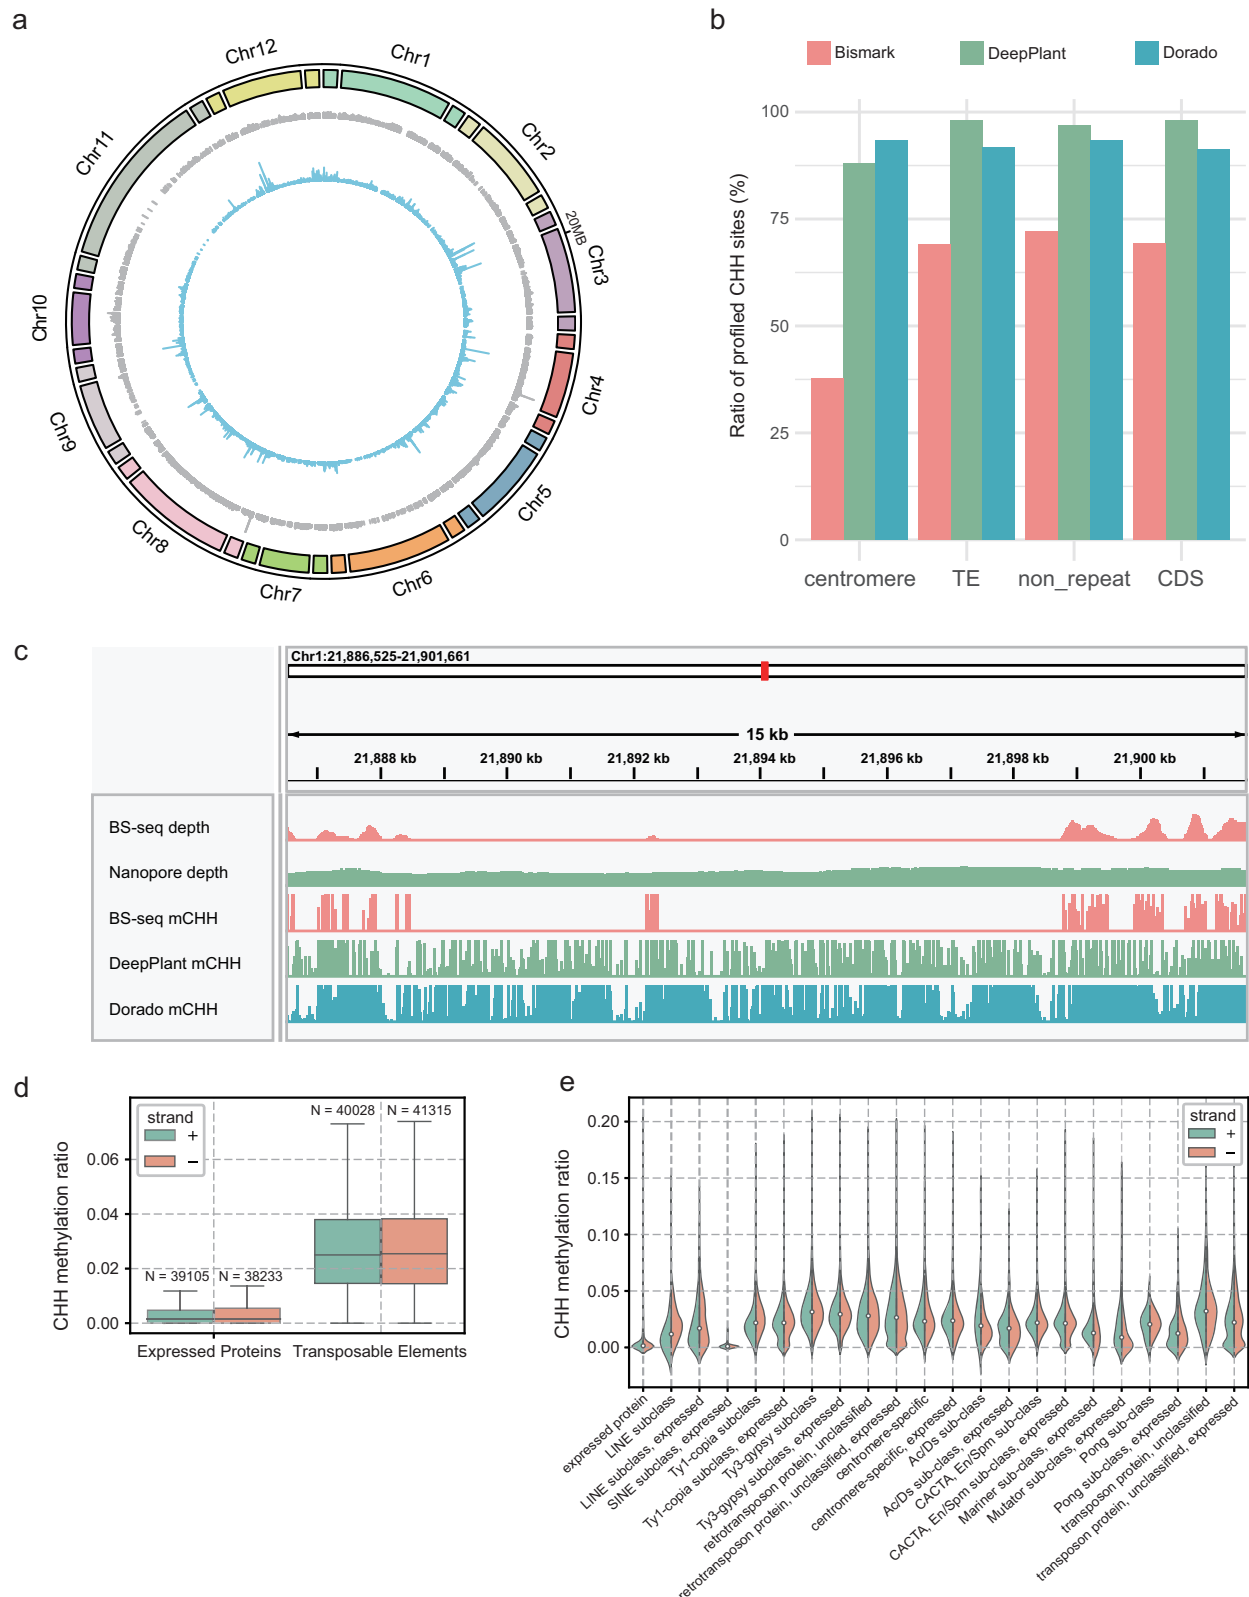 a
Chr1
Chr2
20MB
Chr3
Chr4
Chr5
Chr6
Chr7
Chr8
Chr9
Chr10
Chr11
Chr12
b
Bismark
DeepPlant
Dorado
Ratio of profiled CHH sites (%)
100
75
50
25
0
centromere
TE
non_repeat
CDS
c
Chr1:21,886,525-21,901,661
15 kb
21,888 kb
21,890 kb
21,892 kb
21,894 kb
21,896 kb
21,898 kb
21,900 kb
BS-seq depth
Nanopore depth
BS-seq mCHH
DeepPlant mCHH
Dorado mCHH
d
strand
+
−
N = 40028
N = 41315
N = 39105
N = 38233
CHH methylation ratio
0.06
0.04
0.02
0.00
Expressed Proteins
Transposable Elements
e
strand
+
−
CHH methylation ratio
0.20
0.15
0.10
0.05
0.00
expressed protein
LINE subclass
LINE subclass, expressed
SINE subclass, expressed
Ty1-copia subclass
Ty1-copia subclass, expressed
Ty3-gypsy subclass
Ty3-gypsy subclass, expressed
retrotransposon protein, unclassified
retrotransposon protein, unclassified, expressed
centromere-specific
centromere-specific, expressed
Ac/Ds sub-class
Ac/Ds sub-class, expressed
CACTA, En/Spm sub-class
CACTA, En/Spm sub-class, expressed
Mariner sub-class, expressed
Mutator sub-class, expressed
Pong sub-class
Pong sub-class, expressed
transposon protein, unclassified
transposon protein, unclassified, expressed